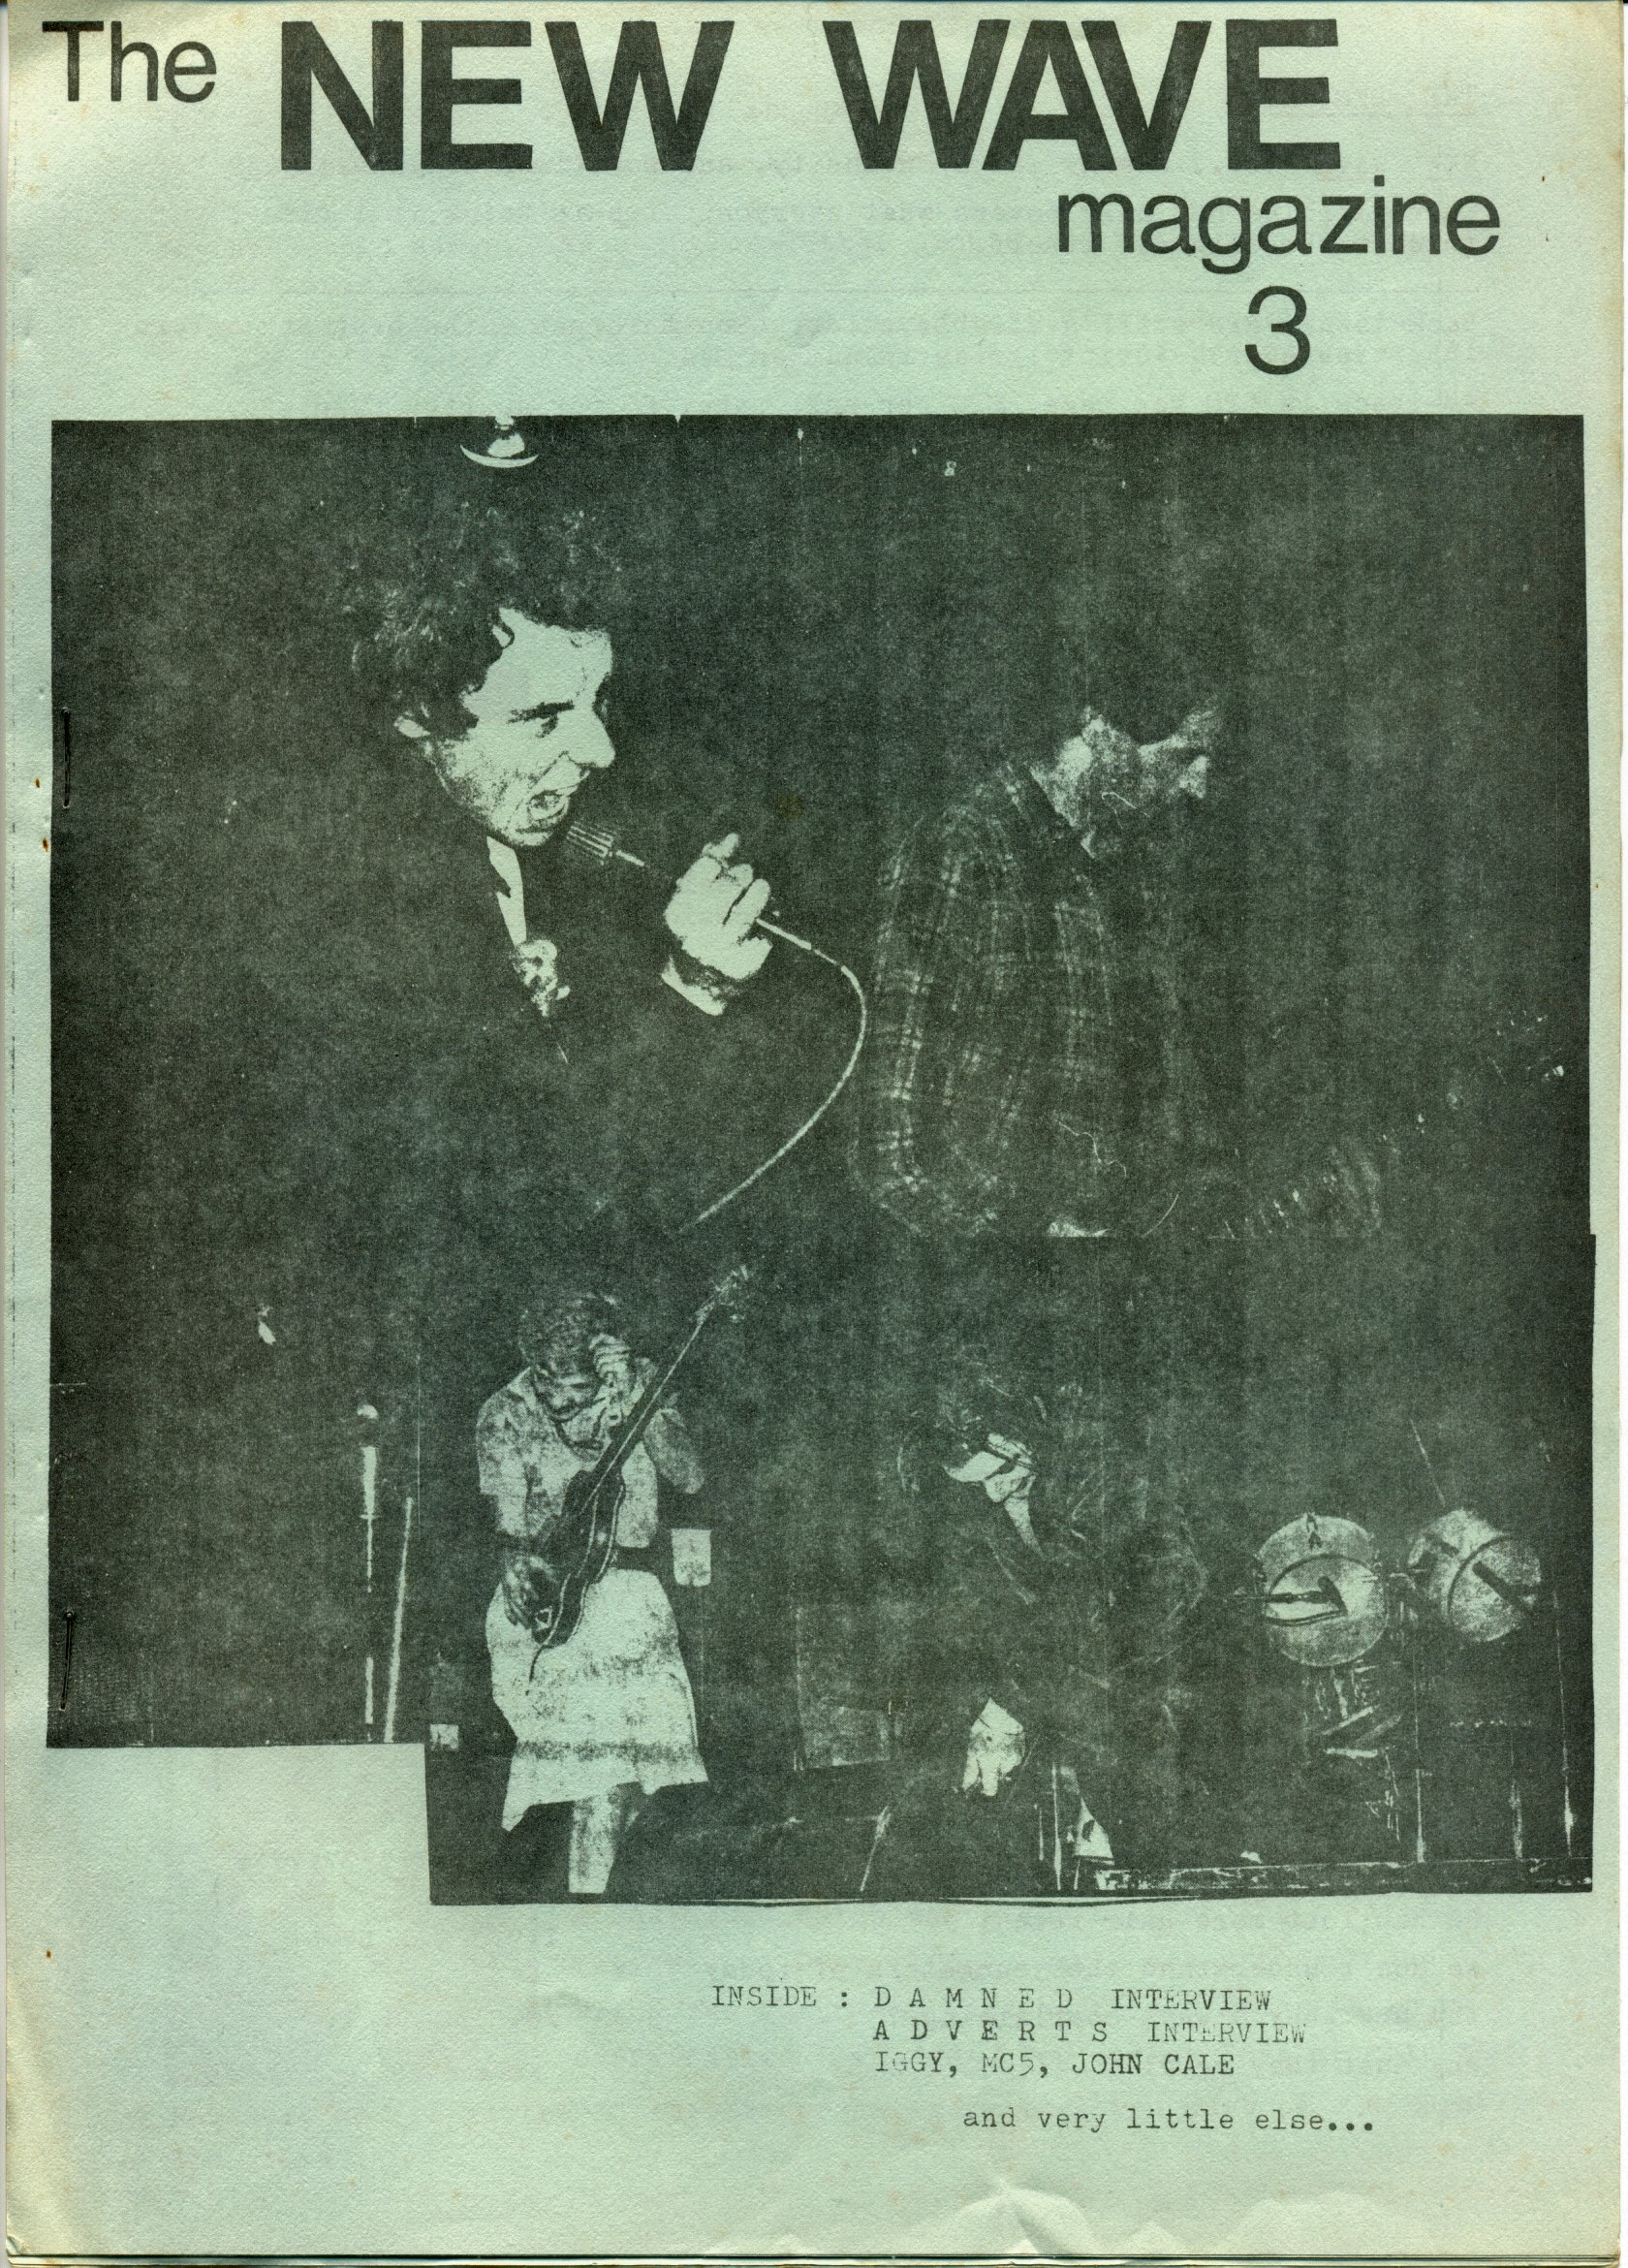 The NEW WAVE
magazine
3
INSIDE : D A M N E D INTERVIEW
A D V E R T S INTERVIEW
IGGY, MC5, JOHN CALE
and very little else...